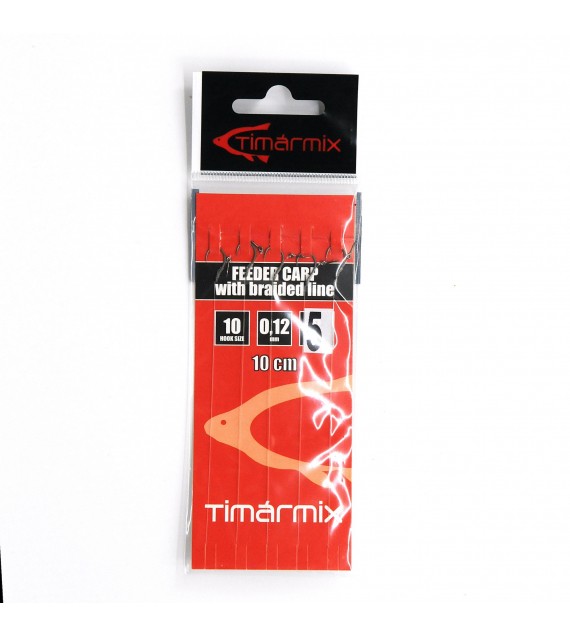 Timármix
FEEDER CARP
with braided line
10 0,12 5
HOOK SIZE mm
10 cm
Timármix